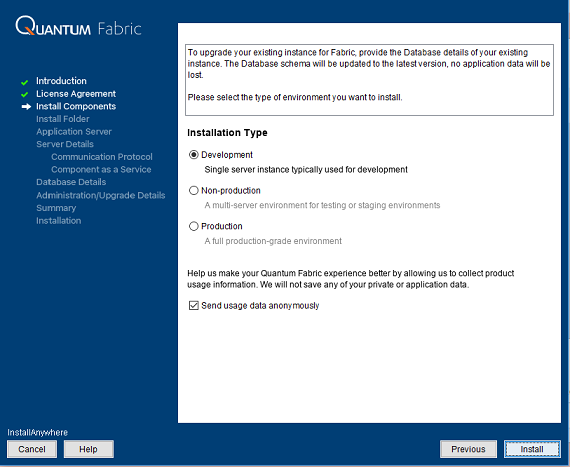 QUANTUM Fabric
Introduction
License Agreement
Install Components
Install Folder
Application Server
Server Details
Communication Protocol
Component as a Service
Database Details
Administration/Upgrade Details
Summary
Installation
To upgrade your existing instance for Fabric, provide the Database details of your existing
instance. The Database schema will be updated to the latest version, no application data will be
lost.
Please select the type of environment you want to install.
Installation Type
Development
Single server instance typically used for development
Non-production
A multi-server environment for testing or staging environments
Production
A full production-grade environment
Help us make your Quantum Fabric experience better by allowing us to collect product
usage information. We will not save any of your private or application data.
Send usage data anonymously
InstallAnywhere
Cancel
Help
Previous
Install